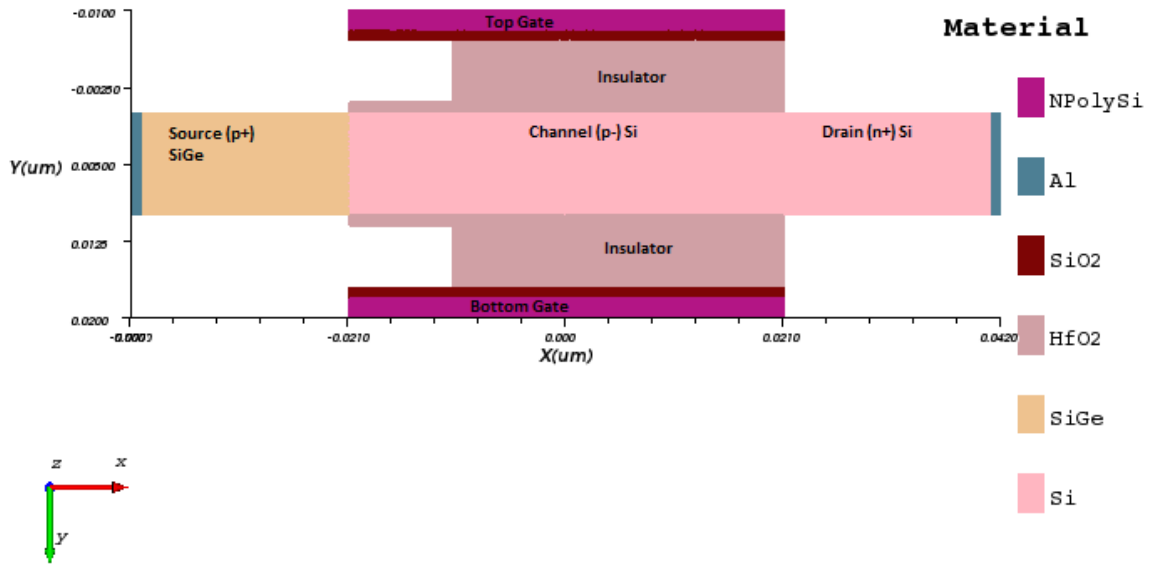 -0.0100
Top Gate
Material
Insulator
-0.00250
NPolySi
Source (p+)
SiGe
Channel (p-) Si
Drain (n+) Si
Y(um)
0.00500
Al
SiO2
0.0125
Insulator
Bottom Gate
0.0200
-0.0210
0.000
0.0210
0.0420
X(um)
HfO2
SiGe
Si
z
x
y